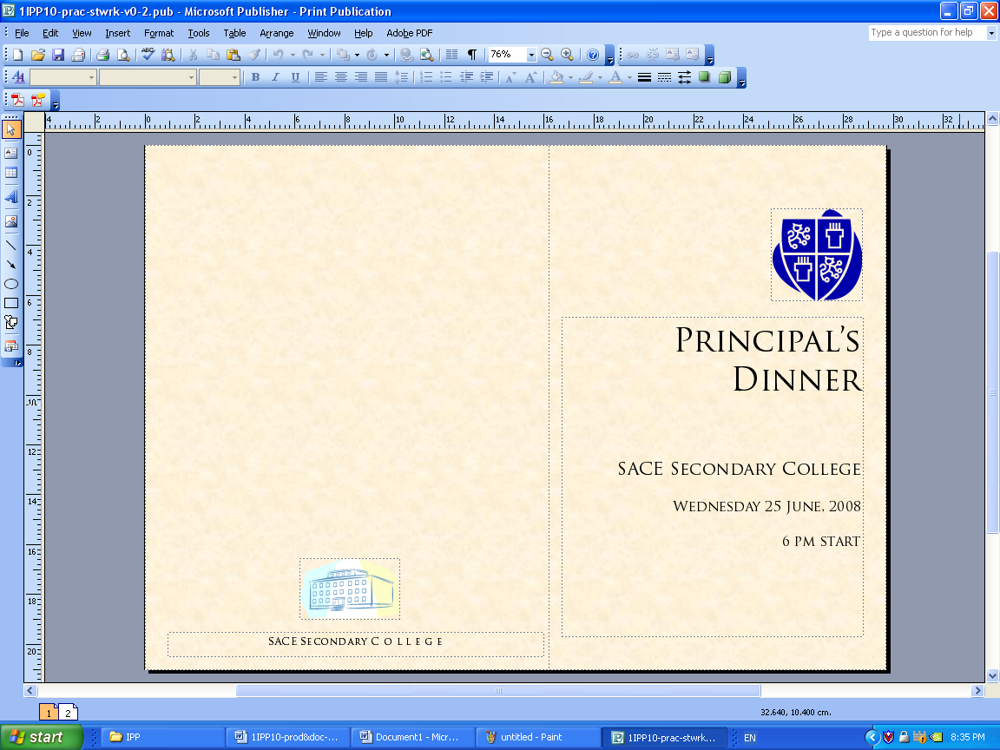 1IPP10-prac-stwrk-v0-2.pub - Microsoft Publisher - Print Publication
File Edit View Insert Format Tools Table Arrange Window Help Adobe PDF
Type a question for help
76%
4 2 0 2 4 6 8 10 12 14 16 18 20 22 24 26 28 30 32
0
2
4
6
8
10
12
14
16
18
20
PRINCIPAL'S
DINNER
SACE SECONDARY COLLEGE
WEDNESDAY 25 JUNE, 2008
6 PM START
SACE SECONDARY C O L L E G E
1 2
32.640, 10.400 cm.
start IPP 1IPP10-prod&doc-... Document1 - Micr... untitled - Paint 1IPP10-prac-stwrk... EN 8:35 PM